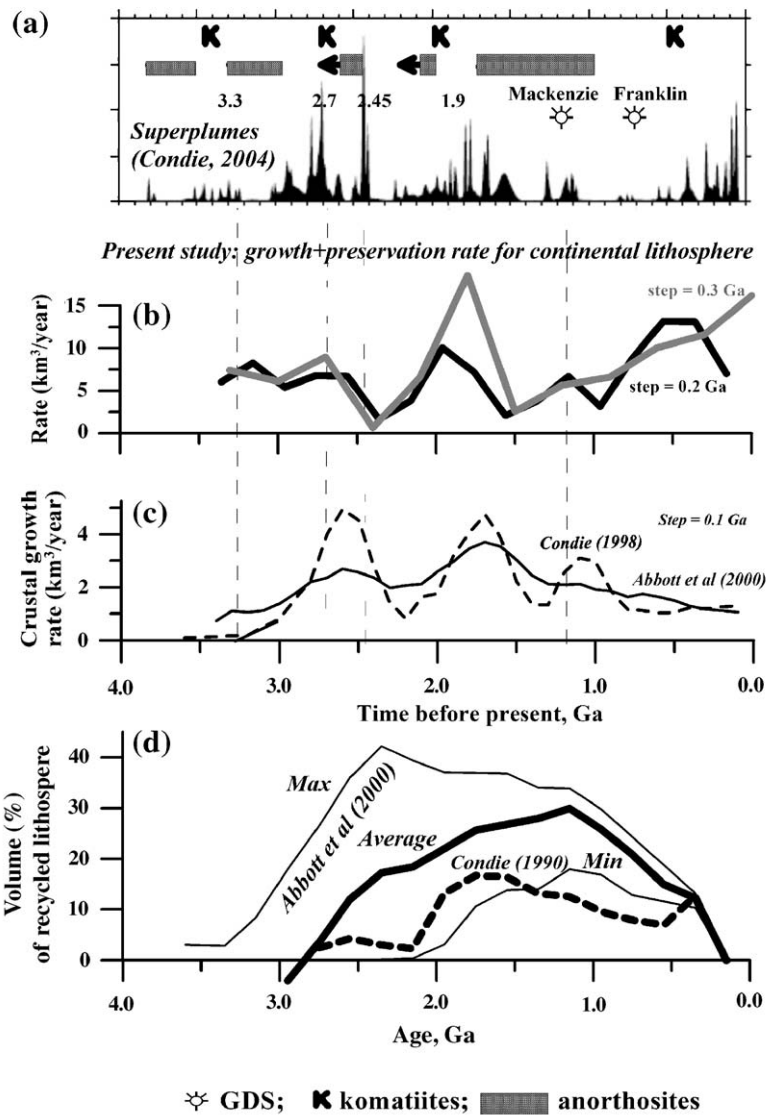 (a)
K K K K
3.3 2.7 2.45 1.9
Mackenzie Franklin
Superplumes
(Condie, 2004)
Present study: growth+preservation rate for continental lithosphere
(b)
Rate (km³/year)
15
10
5
0
step = 0.3 Ga
step = 0.2 Ga
(c)
Crustal growth
rate (km³/year)
4
2
0
Step = 0.1 Ga
Condie (1998)
Abbott et al (2000)
4.0 3.0 2.0 1.0 0.0
Time before present, Ga
(d)
Volume (%)
of recycled lithospere
40
30
20
10
0
Max
Abbott et al (2000)
Average
Condie (1990)
Min
4.0 3.0 2.0 1.0 0.0
Age, Ga
GDS; K komatiites; anorthosites